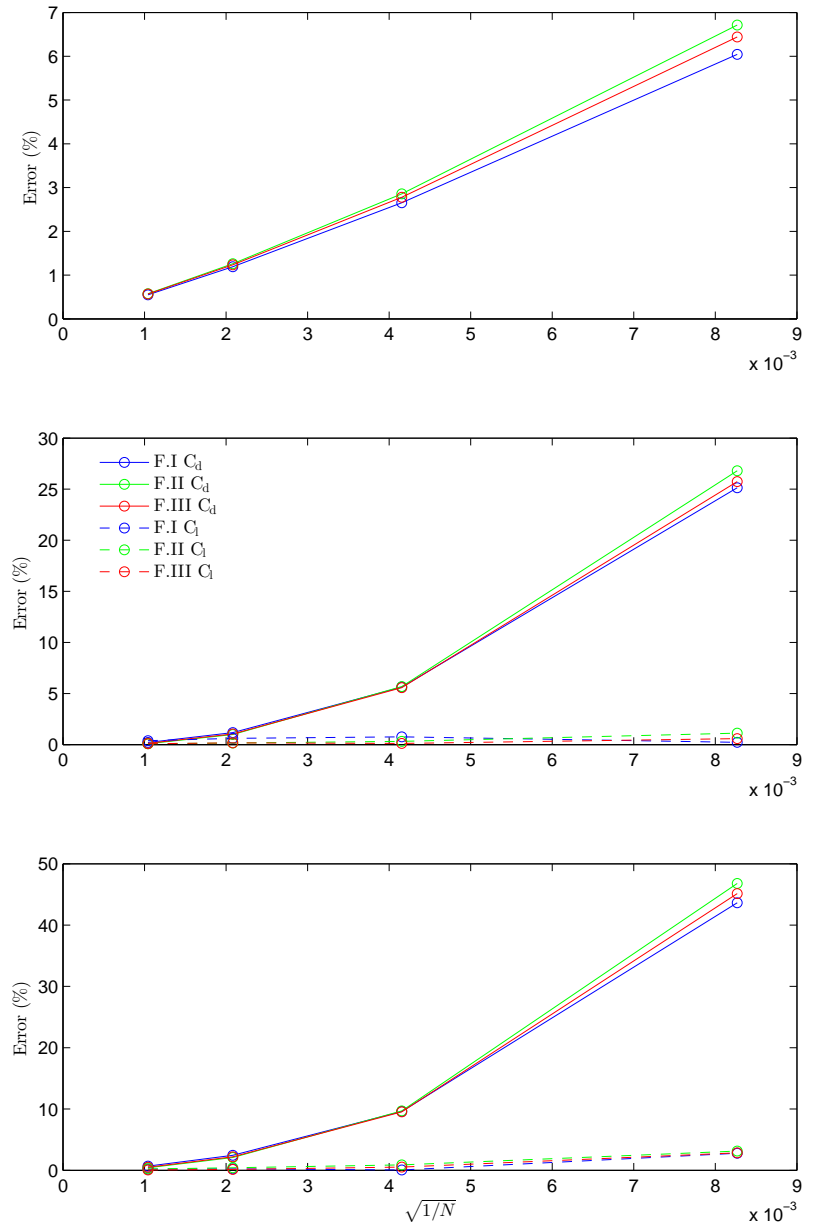 7
6
5
4
3
2
1
0
Error (%)
0 1 2 3 4 5 6 7 8 9
x 10⁻³
30
25
20
15
10
5
0
Error (%)
F.I C_d
F.II C_d
F.III C_d
F.I C_l
F.II C_l
F.III C_l
0 1 2 3 4 5 6 7 8 9
x 10⁻³
50
40
30
20
10
0
Error (%)
0 1 2 3 4 5 6 7 8 9
√1/N
x 10⁻³